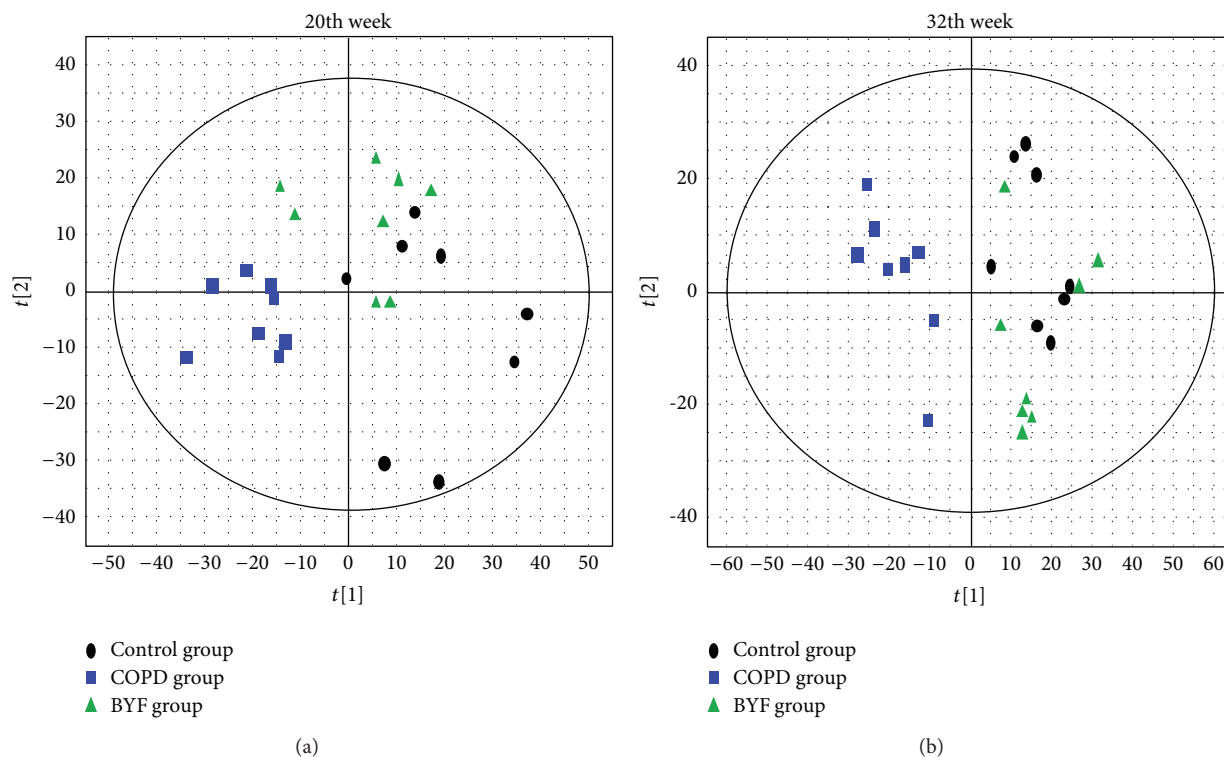 20th week
40
30
20
10
0
−10
−20
−30
−40
t[2]
−50 −40 −30 −20 −10 0 10 20 30 40 50
t[1]
Control group
COPD group
BYF group
(a)
32th week
40
20
0
-20
-40
t[2]
−60 −50 −40 −30 −20 −10 0 10 20 30 40 50 60
t[1]
Control group
COPD group
BYF group
(b)